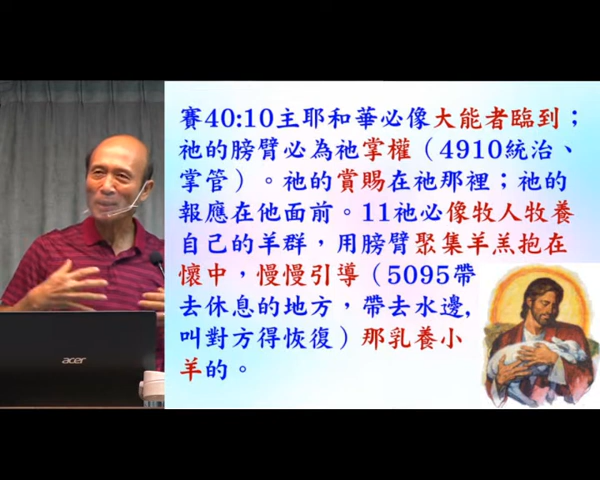 賽40:10主耶和華必像大能者臨到；
祂的膀臂必為祂掌權（4910統治、
掌管）。祂的賞賜在祂那裡；祂的
報應在他面前。11祂必像牧人牧養
自己的羊群，用膀臂聚集羊羔抱在
懷中，慢慢引導（5095帶
去休息的地方，帶去水邊,
叫對方得恢復）那乳養小
羊的。
acer